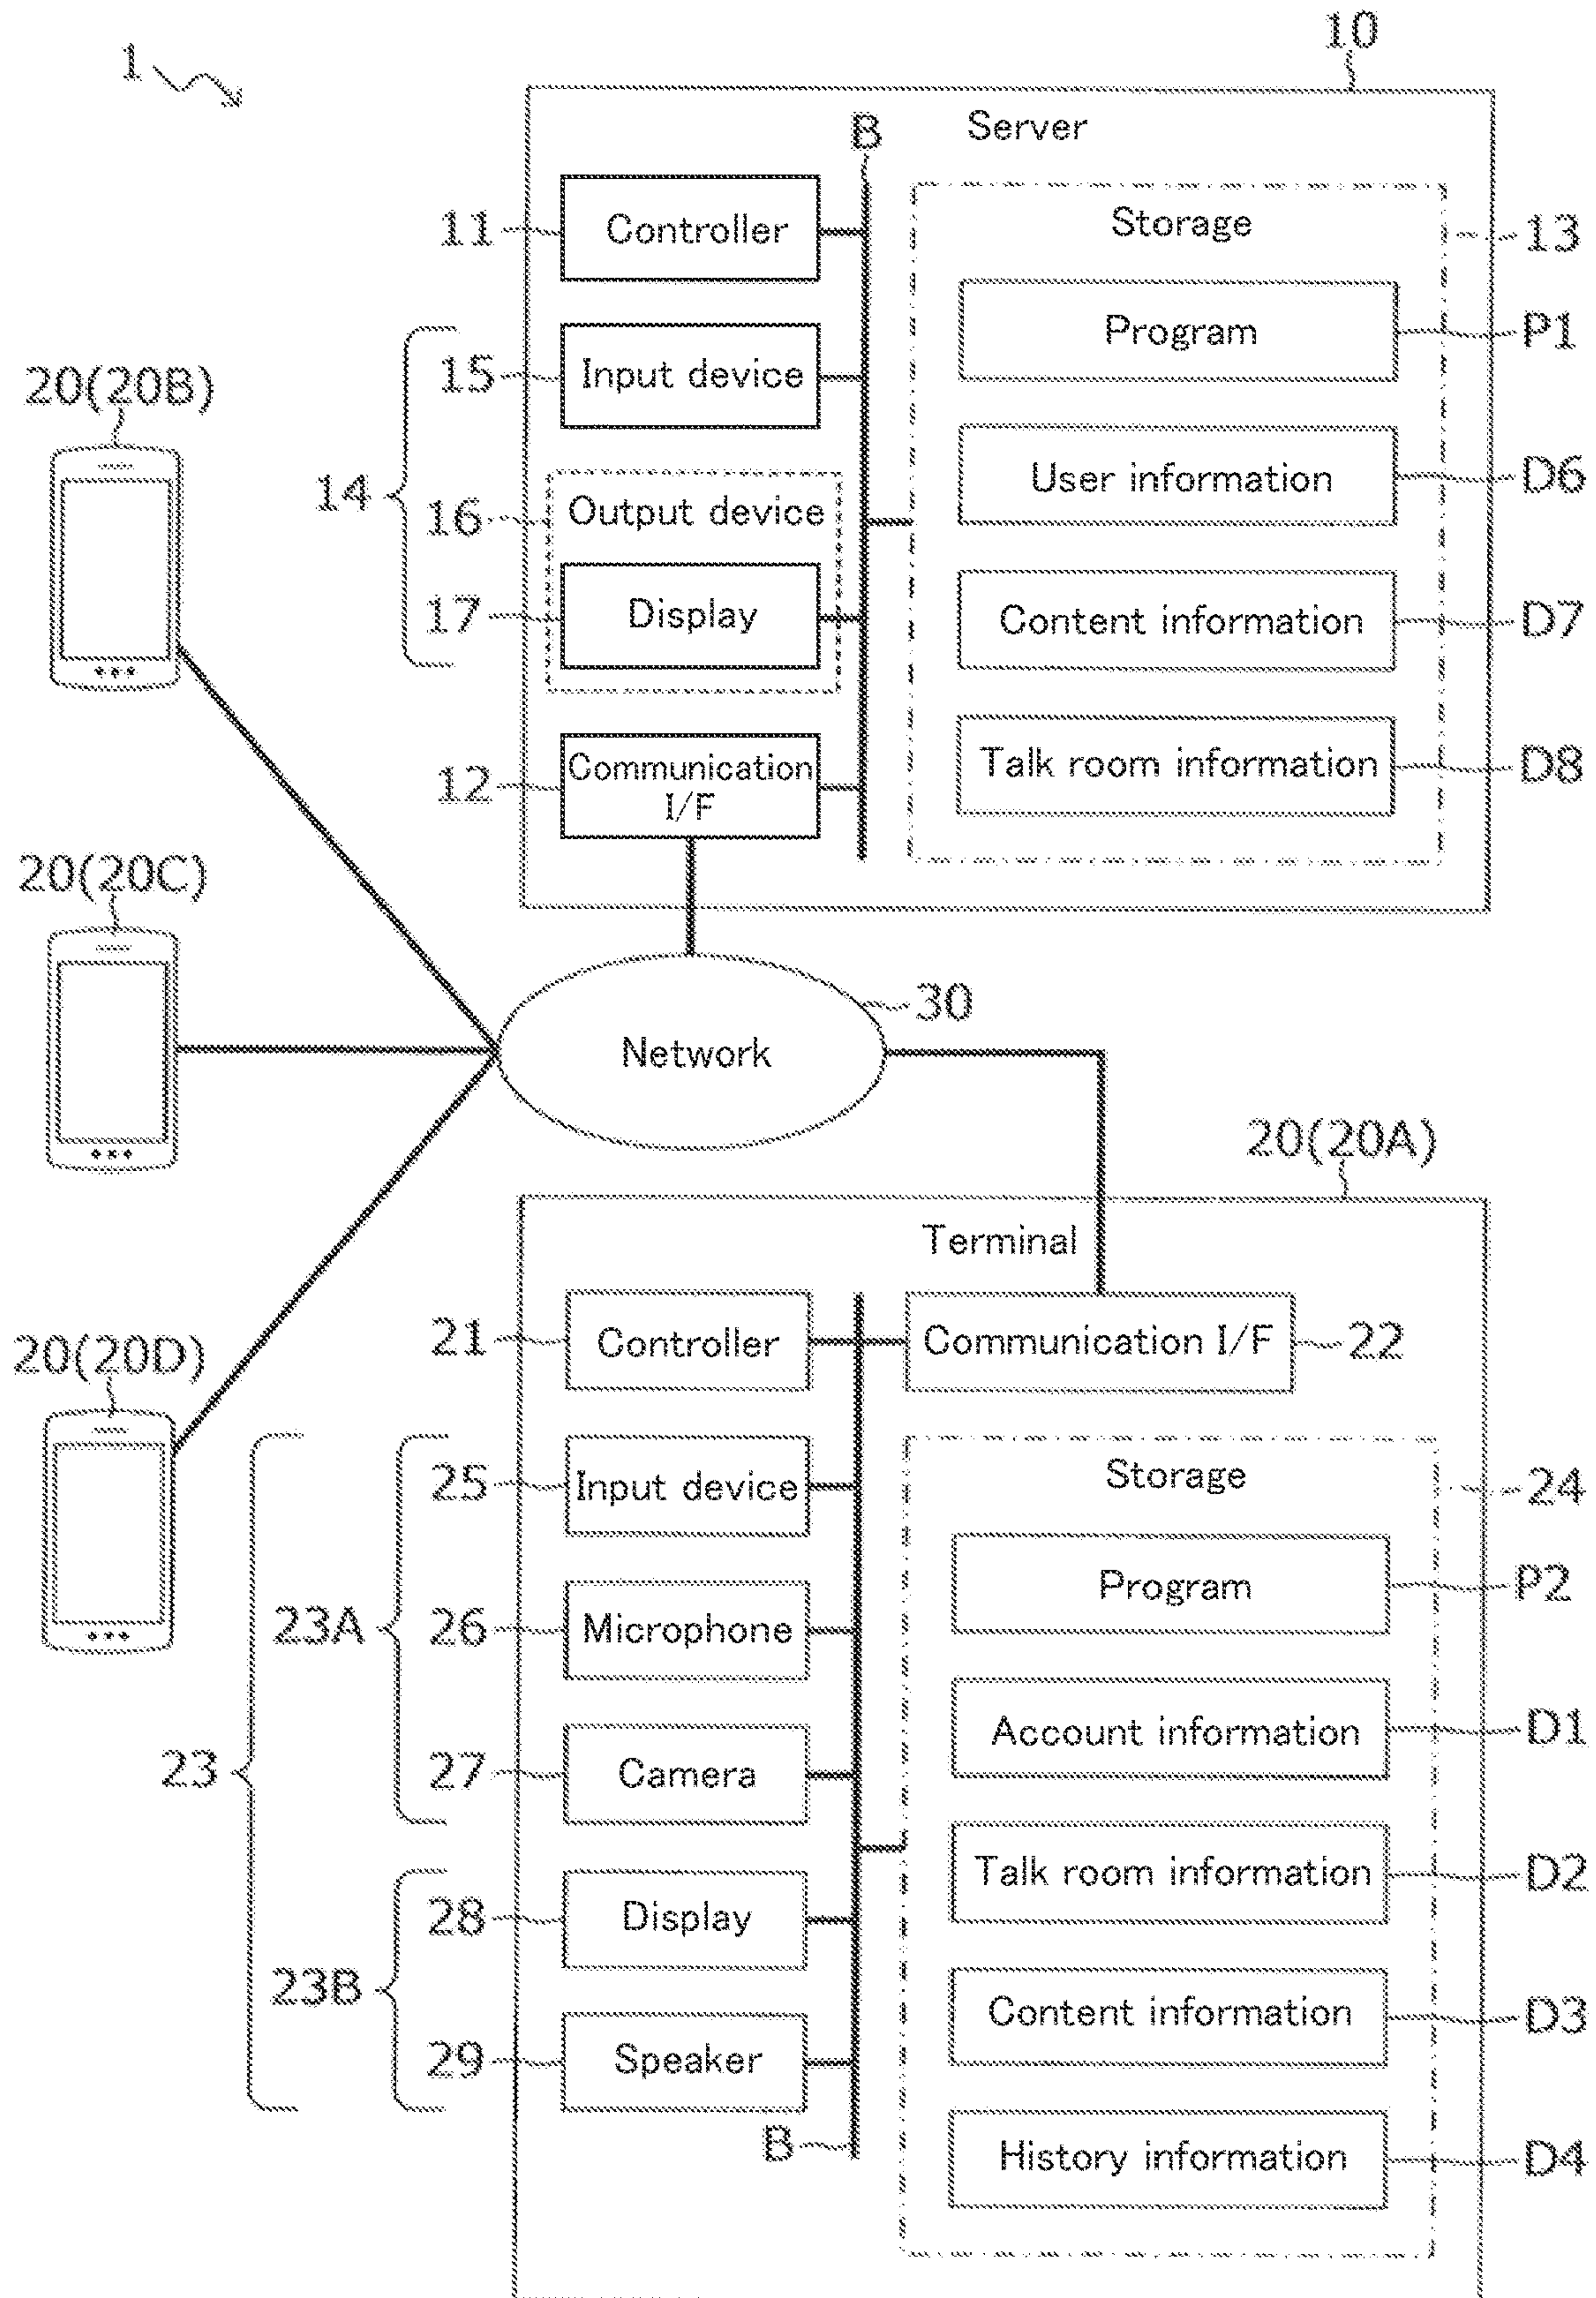 1
10
Server
B
11
Controller
Storage
13
Program
P1
14
15
Input device
User information
D6
16
Output device
17
Display
Content information
D7
12
Communication
I/F
Talk room information
D8
20(20B)
20(20C)
20(20D)
Network
30
20(20A)
Terminal
21
Controller
Communication I/F
22
23
23A
25
Input device
Storage
24
26
Microphone
Program
P2
27
Camera
Account information
D1
23B
28
Display
Talk room information
D2
29
Speaker
Content information
D3
B
History information
D4